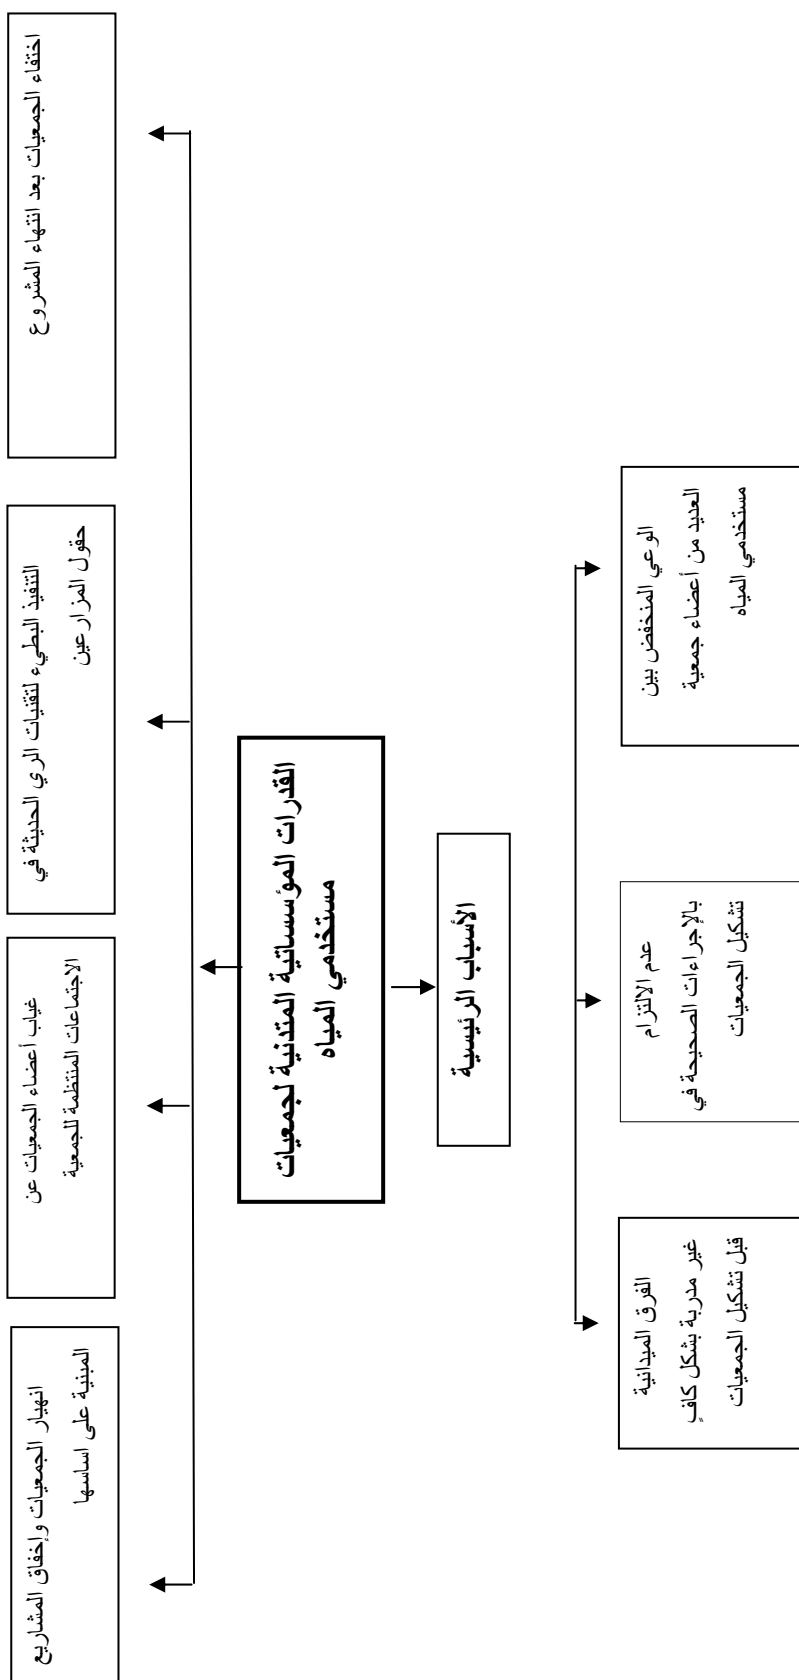 اختفاء الجمعيات بعد انتهاء المشروع
التنفيذ البطيء لتقنيات الري الحديثة في
حقول المزارعين
غياب أعضاء الجمعيات عن
الاجتماعات المنتظمة للجمعية
انهيار الجمعيات وإخفاق المشاريع
المبنية على اساسها
القدرات المؤسساتية المتدنية لجمعيات
مستخدمي المياه
الأسباب الرئيسية
الوعي المنخفض بين
العديد من أعضاء جمعية
مستخدمي المياه
عدم الالتزام
بالإجراءات الصحيحة في
تشكيل الجمعيات
الفرق الميدانية
غير مدربة بشكل كافٍ
قبل تشكيل الجمعيات